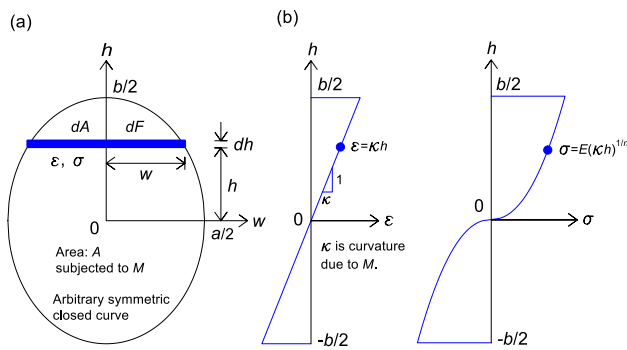 (a)
h
b/2
dA
dF
dh
ε, σ
w
h
0
a/2
w
Area: A
subjected to M
Arbitrary symmetric
closed curve
(b)
h
b/2
ε=κh
1
κ
0
ε
κ is curvature
due to M.
-b/2
h
b/2
σ=E(κh)
0
σ
-b/2